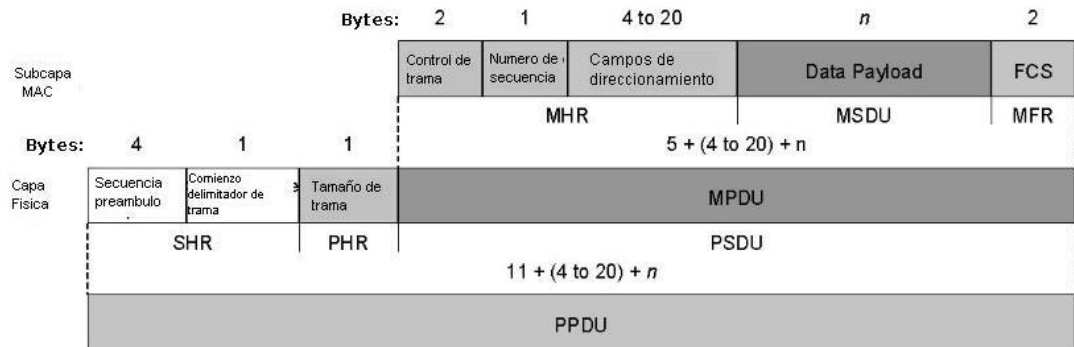 Bytes: 2 1 4 to 20 n 2
Subcapa
MAC
Control de
trama
Numero de
secuencia
Campos de
direccionamiento
Data Payload
FCS
MHR MSDU MFR
Bytes: 4 1 1 5 + (4 to 20) + n
Capa
Fisica
Secuencia
preambulo
Comienzo
delimitador de
trama
Tamaño de
trama
MPDU
SHR PHR PSDU
11 + (4 to 20) + n
PPDU